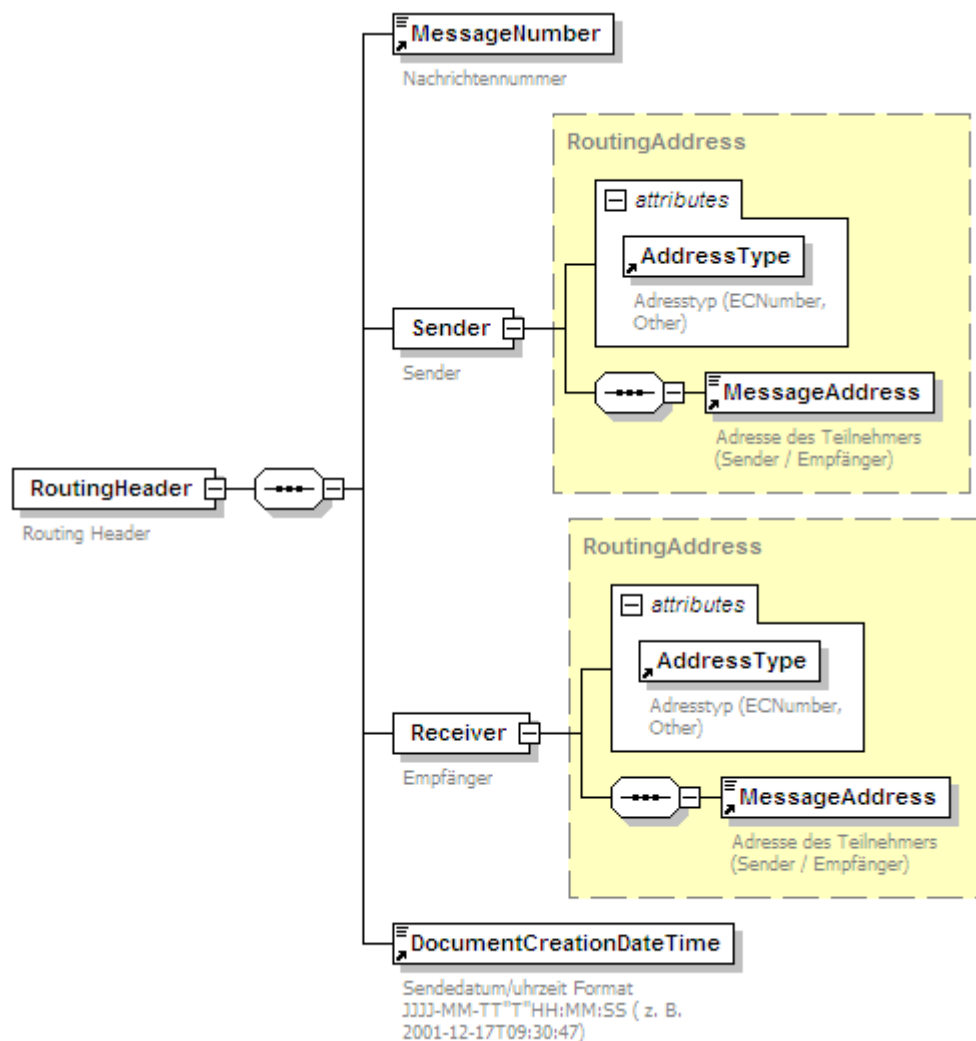 MessageNumber
Nachrichtennummer
RoutingAddress
attributes
AddressType
Adresstyp (ECNumber,
Other)
Sender
Sender
MessageAddress
Adresse des Teilnehmers
(Sender / Empfänger)
RoutingHeader
Routing Header
RoutingAddress
attributes
AddressType
Adresstyp (ECNumber,
Other)
Receiver
Empfänger
MessageAddress
Adresse des Teilnehmers
(Sender / Empfänger)
DocumentCreationDateTime
Sendedatum/uhrzeit Format
JJJJ-MM-TT"T"HH:MM:SS ( z. B.
2001-12-17T09:30:47)